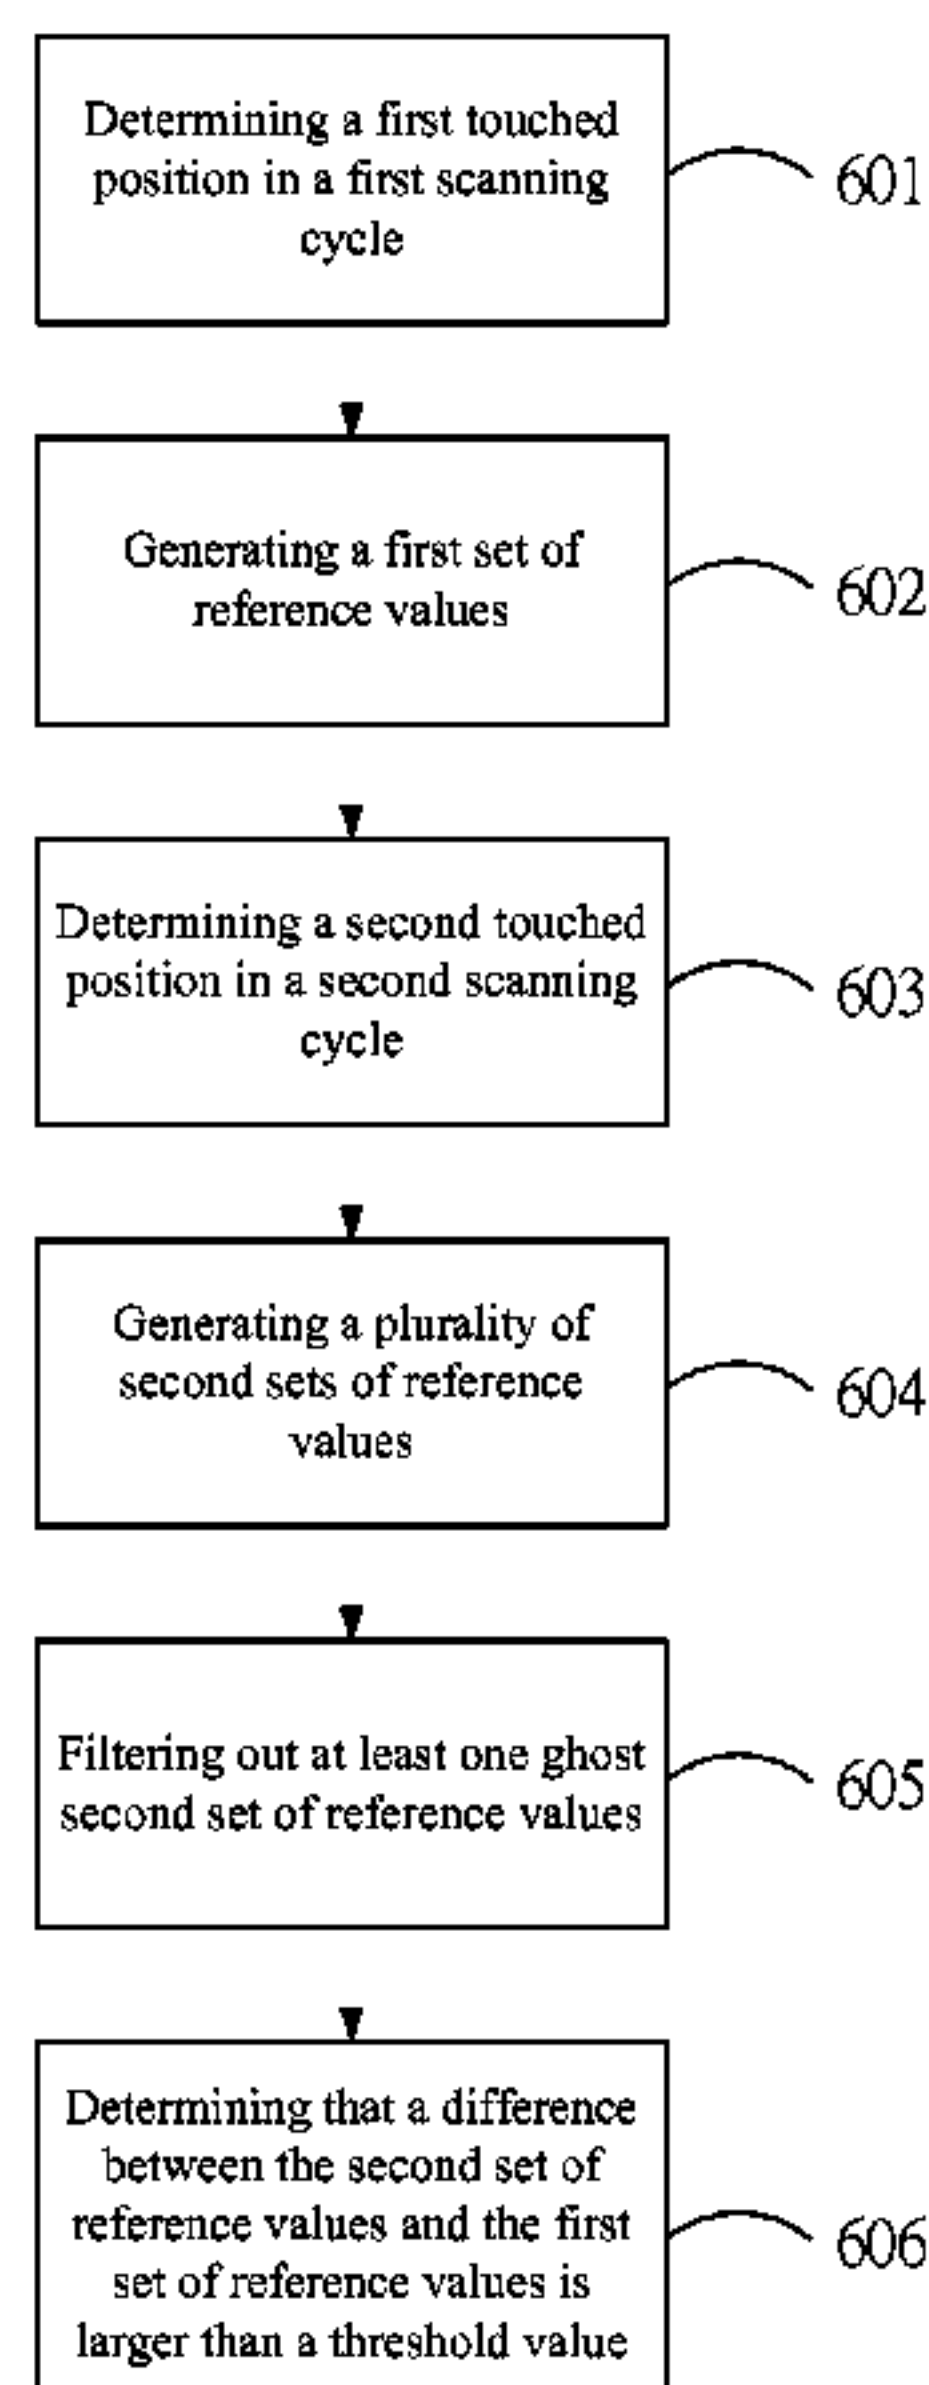 Determining a first touched
position in a first scanning
cycle
601
Generating a first set of
reference values
602
Determining a second touched
position in a second scanning
cycle
603
Generating a plurality of
second sets of reference
values
604
Filtering out at least one ghost
second set of reference values
605
Determining that a difference
between the second set of
reference values and the first
set of reference values is
larger than a threshold value
606